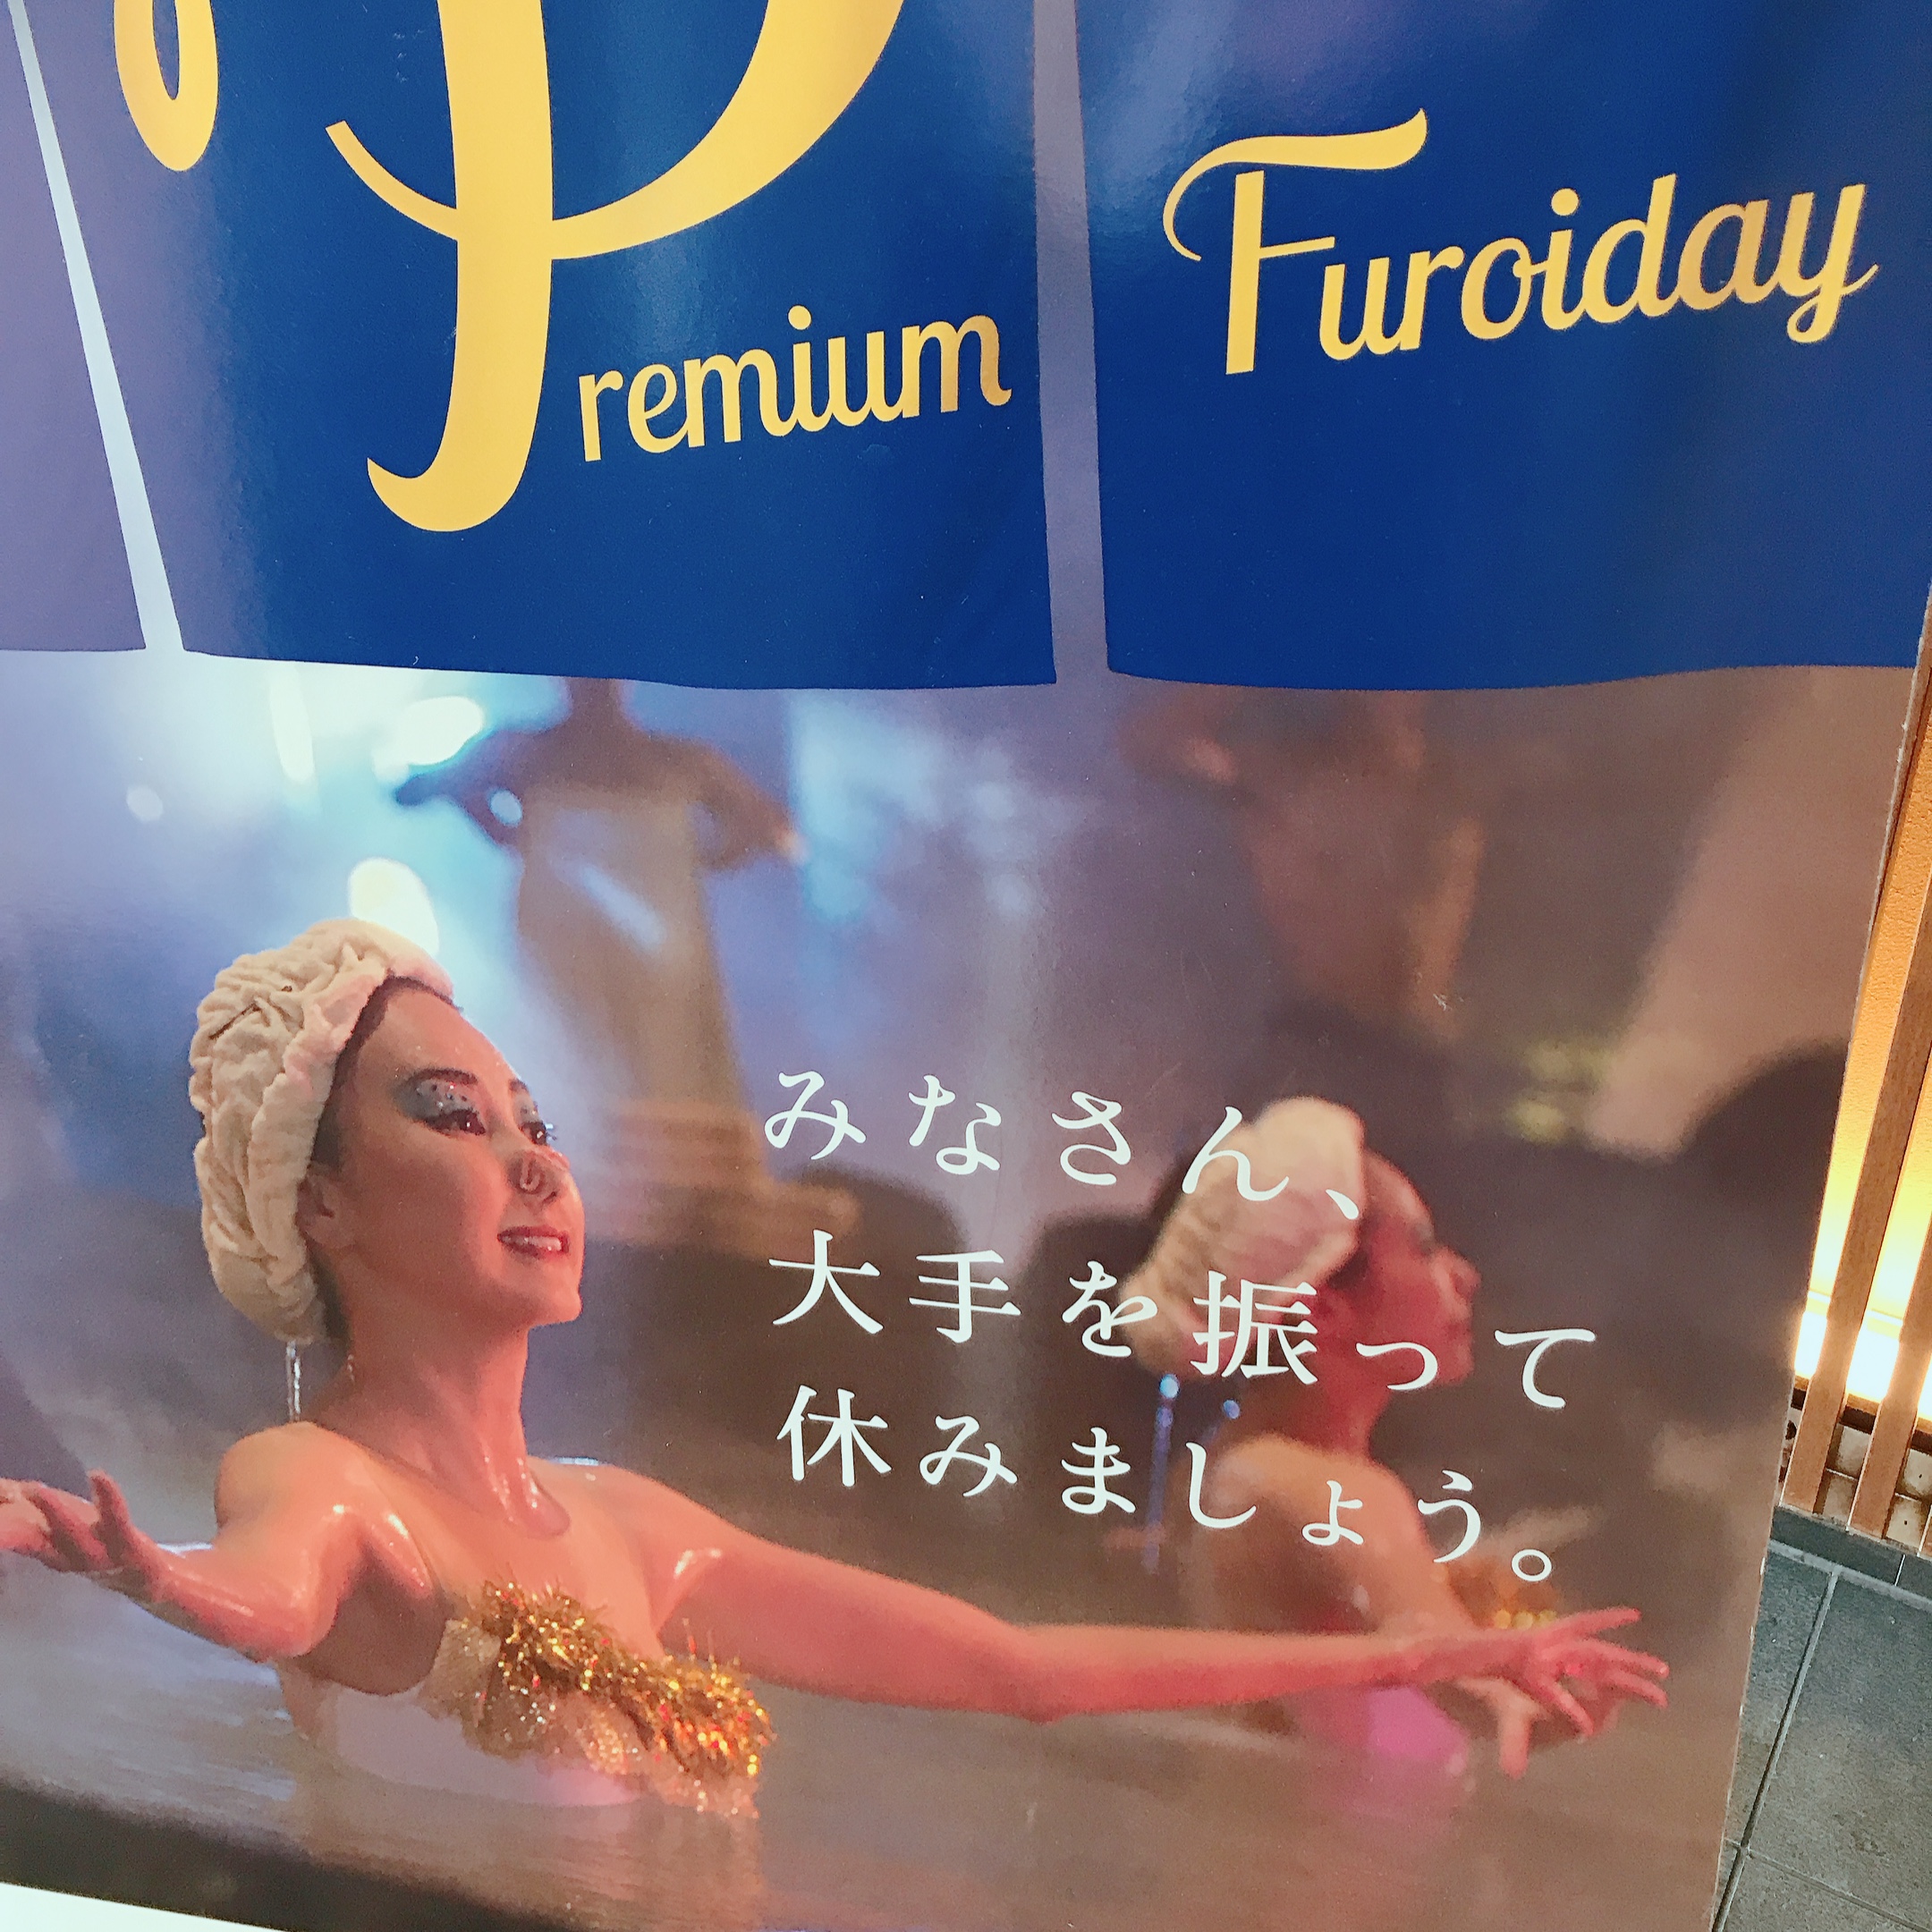 Premium
Furoiday
みなさん、
大手を振って
休みましょう。